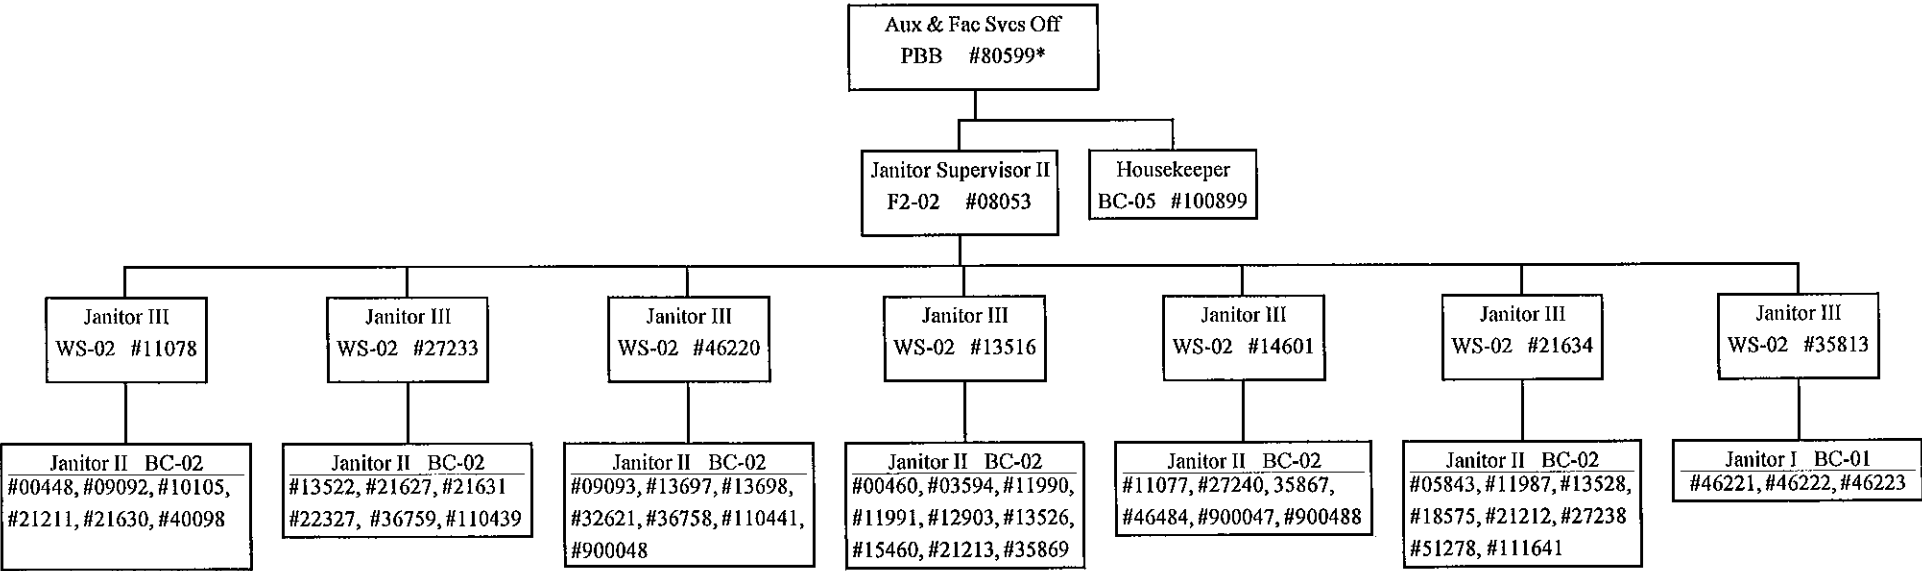 Aux & Fac Svcs Off
PBB #80599*
Janitor Supervisor II
F2-02 #08053
Housekeeper
BC-05 #100899
Janitor III
WS-02 #11078
Janitor III
WS-02 #27233
Janitor III
WS-02 #46220
Janitor III
WS-02 #13516
Janitor III
WS-02 #14601
Janitor III
WS-02 #21634
Janitor III
WS-02 #35813
Janitor II BC-02
#00448, #09092, #10105,
#21211, #21630, #40098
Janitor II BC-02
#13522, #21627, #21631
#22327, #36759, #110439
Janitor II BC-02
#09093, #13697, #13698,
#32621, #36758, #110441,
#900048
Janitor II BC-02
#00460, #03594, #11990,
#11991, #12903, #13526,
#15460, #21213, #35869
Janitor II BC-02
#11077, #27240, 35867,
#46484, #900047, #900488
Janitor II BC-02
#05843, #11987, #13528,
#18575, #21212, #27238
#51278, #111641
Janitor I BC-01
#46221, #46222, #46223